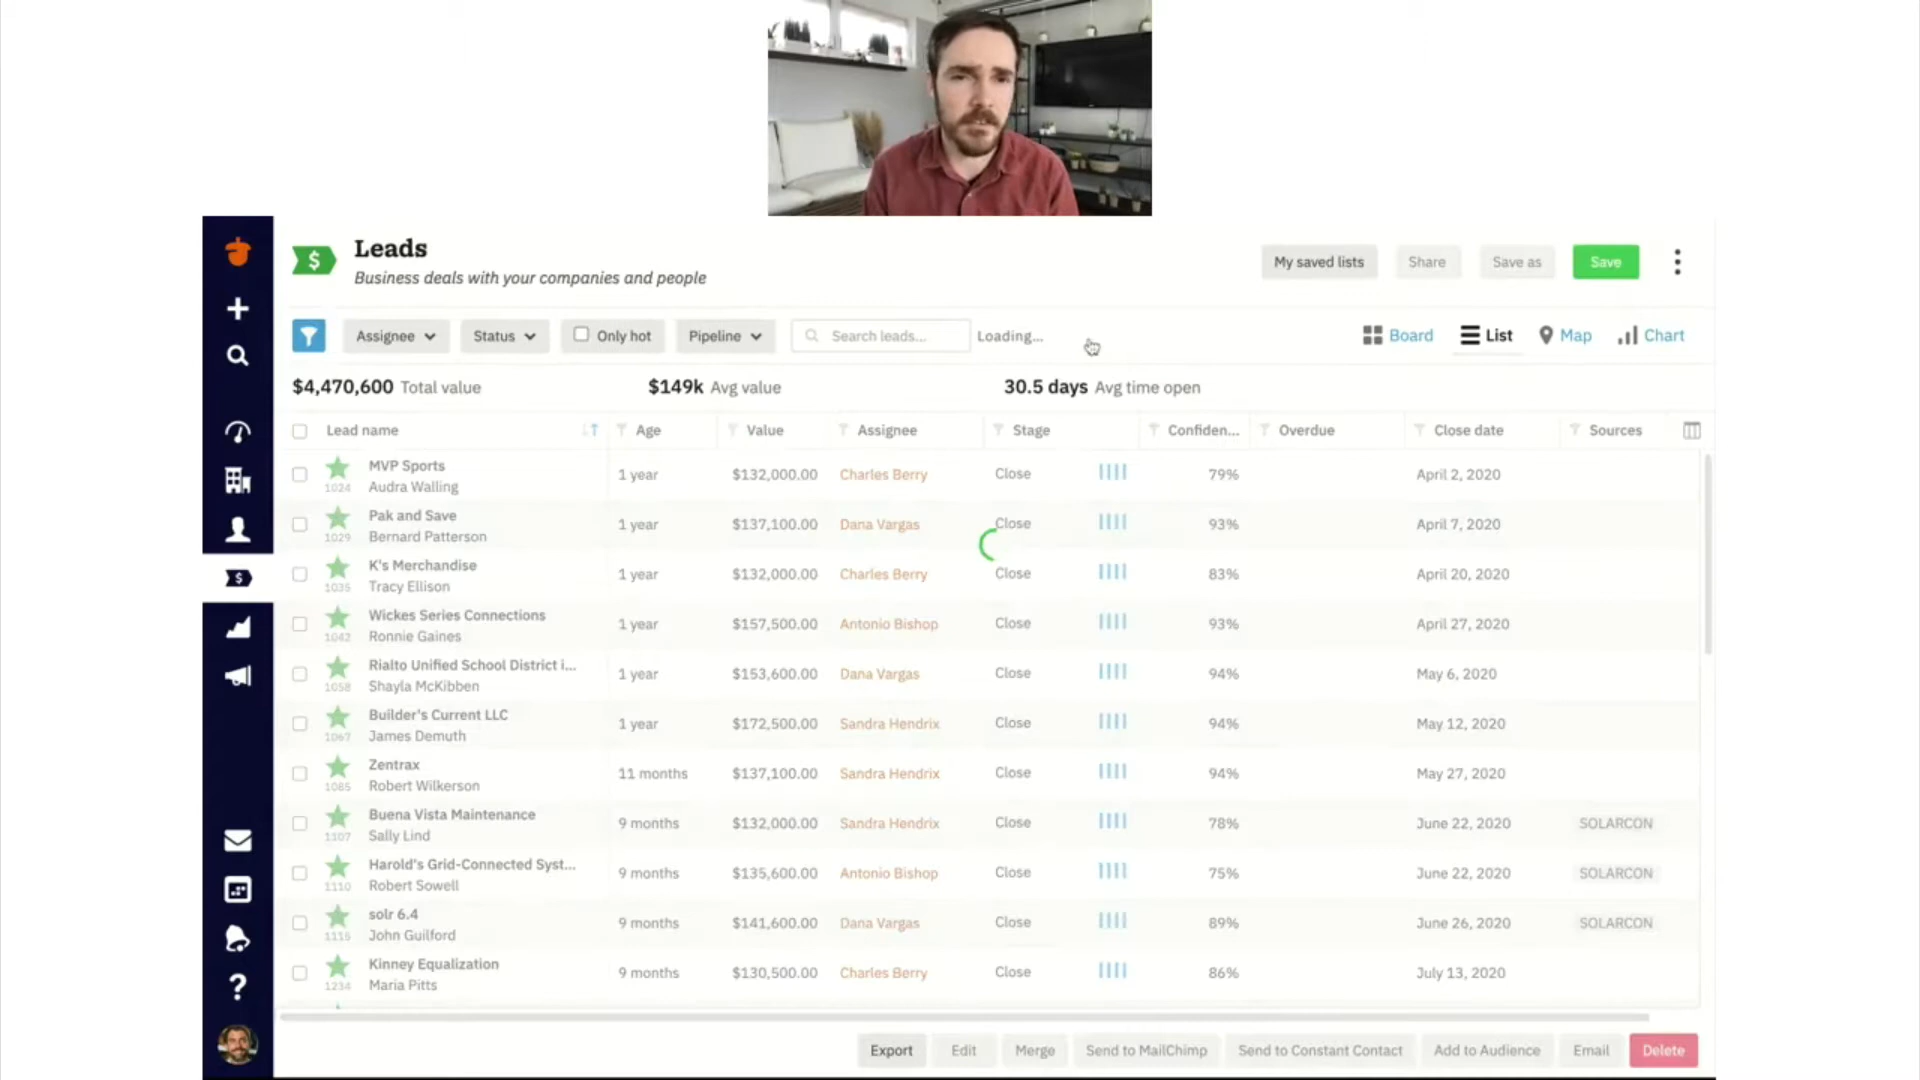 Leads
Business deals with your companies and people
My saved lists Share Save as Save
Assignee Status Only hot Pipeline Search leads... Loading... Board List Map Chart
$4,470,600 Total value $149k Avg value 30.5 days Avg time open
Lead name Age Value Assignee Stage Confiden... Overdue Close date Sources
MVP Sports
1024 Audra Walling 1 year $132,000.00 Charles Berry Close 79% April 2, 2020
Pak and Save
1029 Bernard Patterson 1 year $137,100.00 Dana Vargas Close 93% April 7, 2020
K's Merchandise
1035 Tracy Ellison 1 year $132,000.00 Charles Berry Close 83% April 20, 2020
Wickes Series Connections
1042 Ronnie Gaines 1 year $157,500.00 Antonio Bishop Close 93% April 27, 2020
Rialto Unified School District i...
1058 Shayla McKibben 1 year $153,600.00 Dana Vargas Close 94% May 6, 2020
Builder's Current LLC
1067 James Demuth 1 year $172,500.00 Sandra Hendrix Close 94% May 12, 2020
Zentrax
1085 Robert Wilkerson 11 months $137,100.00 Sandra Hendrix Close 94% May 27, 2020
Buena Vista Maintenance
1107 Sally Lind 9 months $132,000.00 Sandra Hendrix Close 78% June 22, 2020 SOLARCON
Harold's Grid-Connected Syst...
1110 Robert Sowell 9 months $135,600.00 Antonio Bishop Close 75% June 22, 2020 SOLARCON
solr 6.4
1115 John Guilford 9 months $141,600.00 Dana Vargas Close 89% June 26, 2020 SOLARCON
Kinney Equalization
1234 Maria Pitts 9 months $130,500.00 Charles Berry Close 86% July 13, 2020
Export Edit Merge Send to MailChimp Send to Constant Contact Add to Audience Email Delete